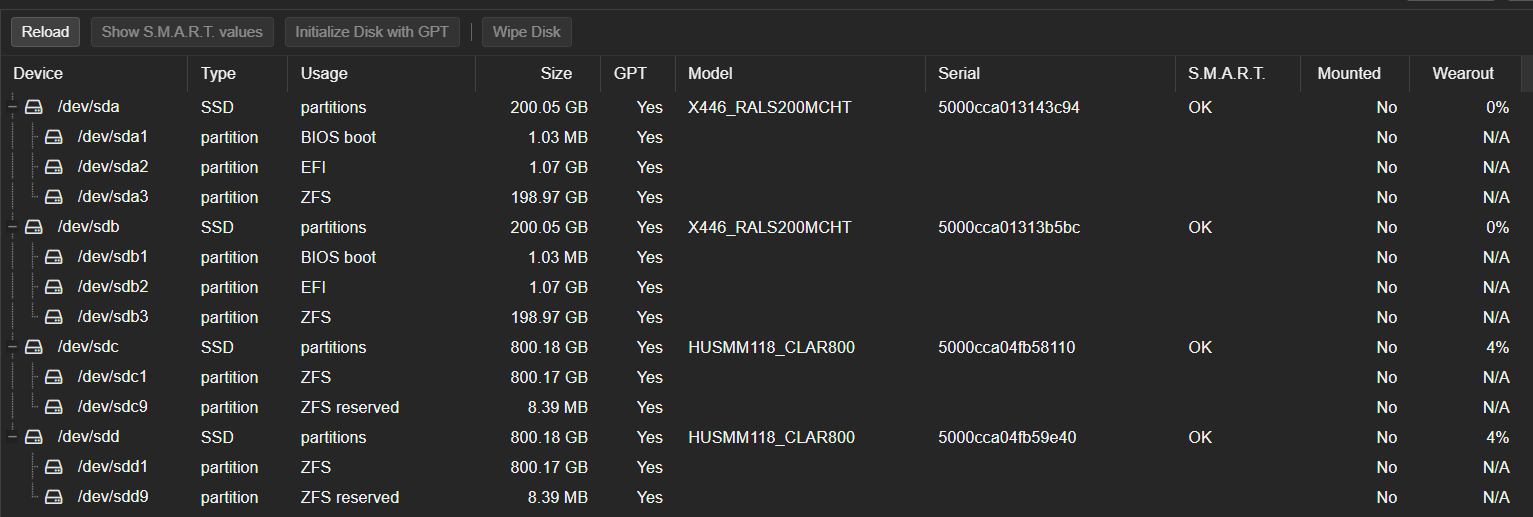 Reload Show S.M.A.R.T. values Initialize Disk with GPT Wipe Disk
Device Type Usage Size GPT Model Serial S.M.A.R.T. Mounted Wearout
/dev/sda SSD partitions 200.05 GB Yes X446_RALS200MCHT 5000cca013143c94 OK No 0%
/dev/sda1 partition BIOS boot 1.03 MB Yes No N/A
/dev/sda2 partition EFI 1.07 GB Yes No N/A
/dev/sda3 partition ZFS 198.97 GB Yes No N/A
/dev/sdb SSD partitions 200.05 GB Yes X446_RALS200MCHT 5000cca01313b5bc OK No 0%
/dev/sdb1 partition BIOS boot 1.03 MB Yes No N/A
/dev/sdb2 partition EFI 1.07 GB Yes No N/A
/dev/sdb3 partition ZFS 198.97 GB Yes No N/A
/dev/sdc SSD partitions 800.18 GB Yes HUSMM118_CLAR800 5000cca04fb58110 OK No 4%
/dev/sdc1 partition ZFS 800.17 GB Yes No N/A
/dev/sdc9 partition ZFS reserved 8.39 MB Yes No N/A
/dev/sdd SSD partitions 800.18 GB Yes HUSMM118_CLAR800 5000cca04fb59e40 OK No 4%
/dev/sdd1 partition ZFS 800.17 GB Yes No N/A
/dev/sdd9 partition ZFS reserved 8.39 MB Yes No N/A